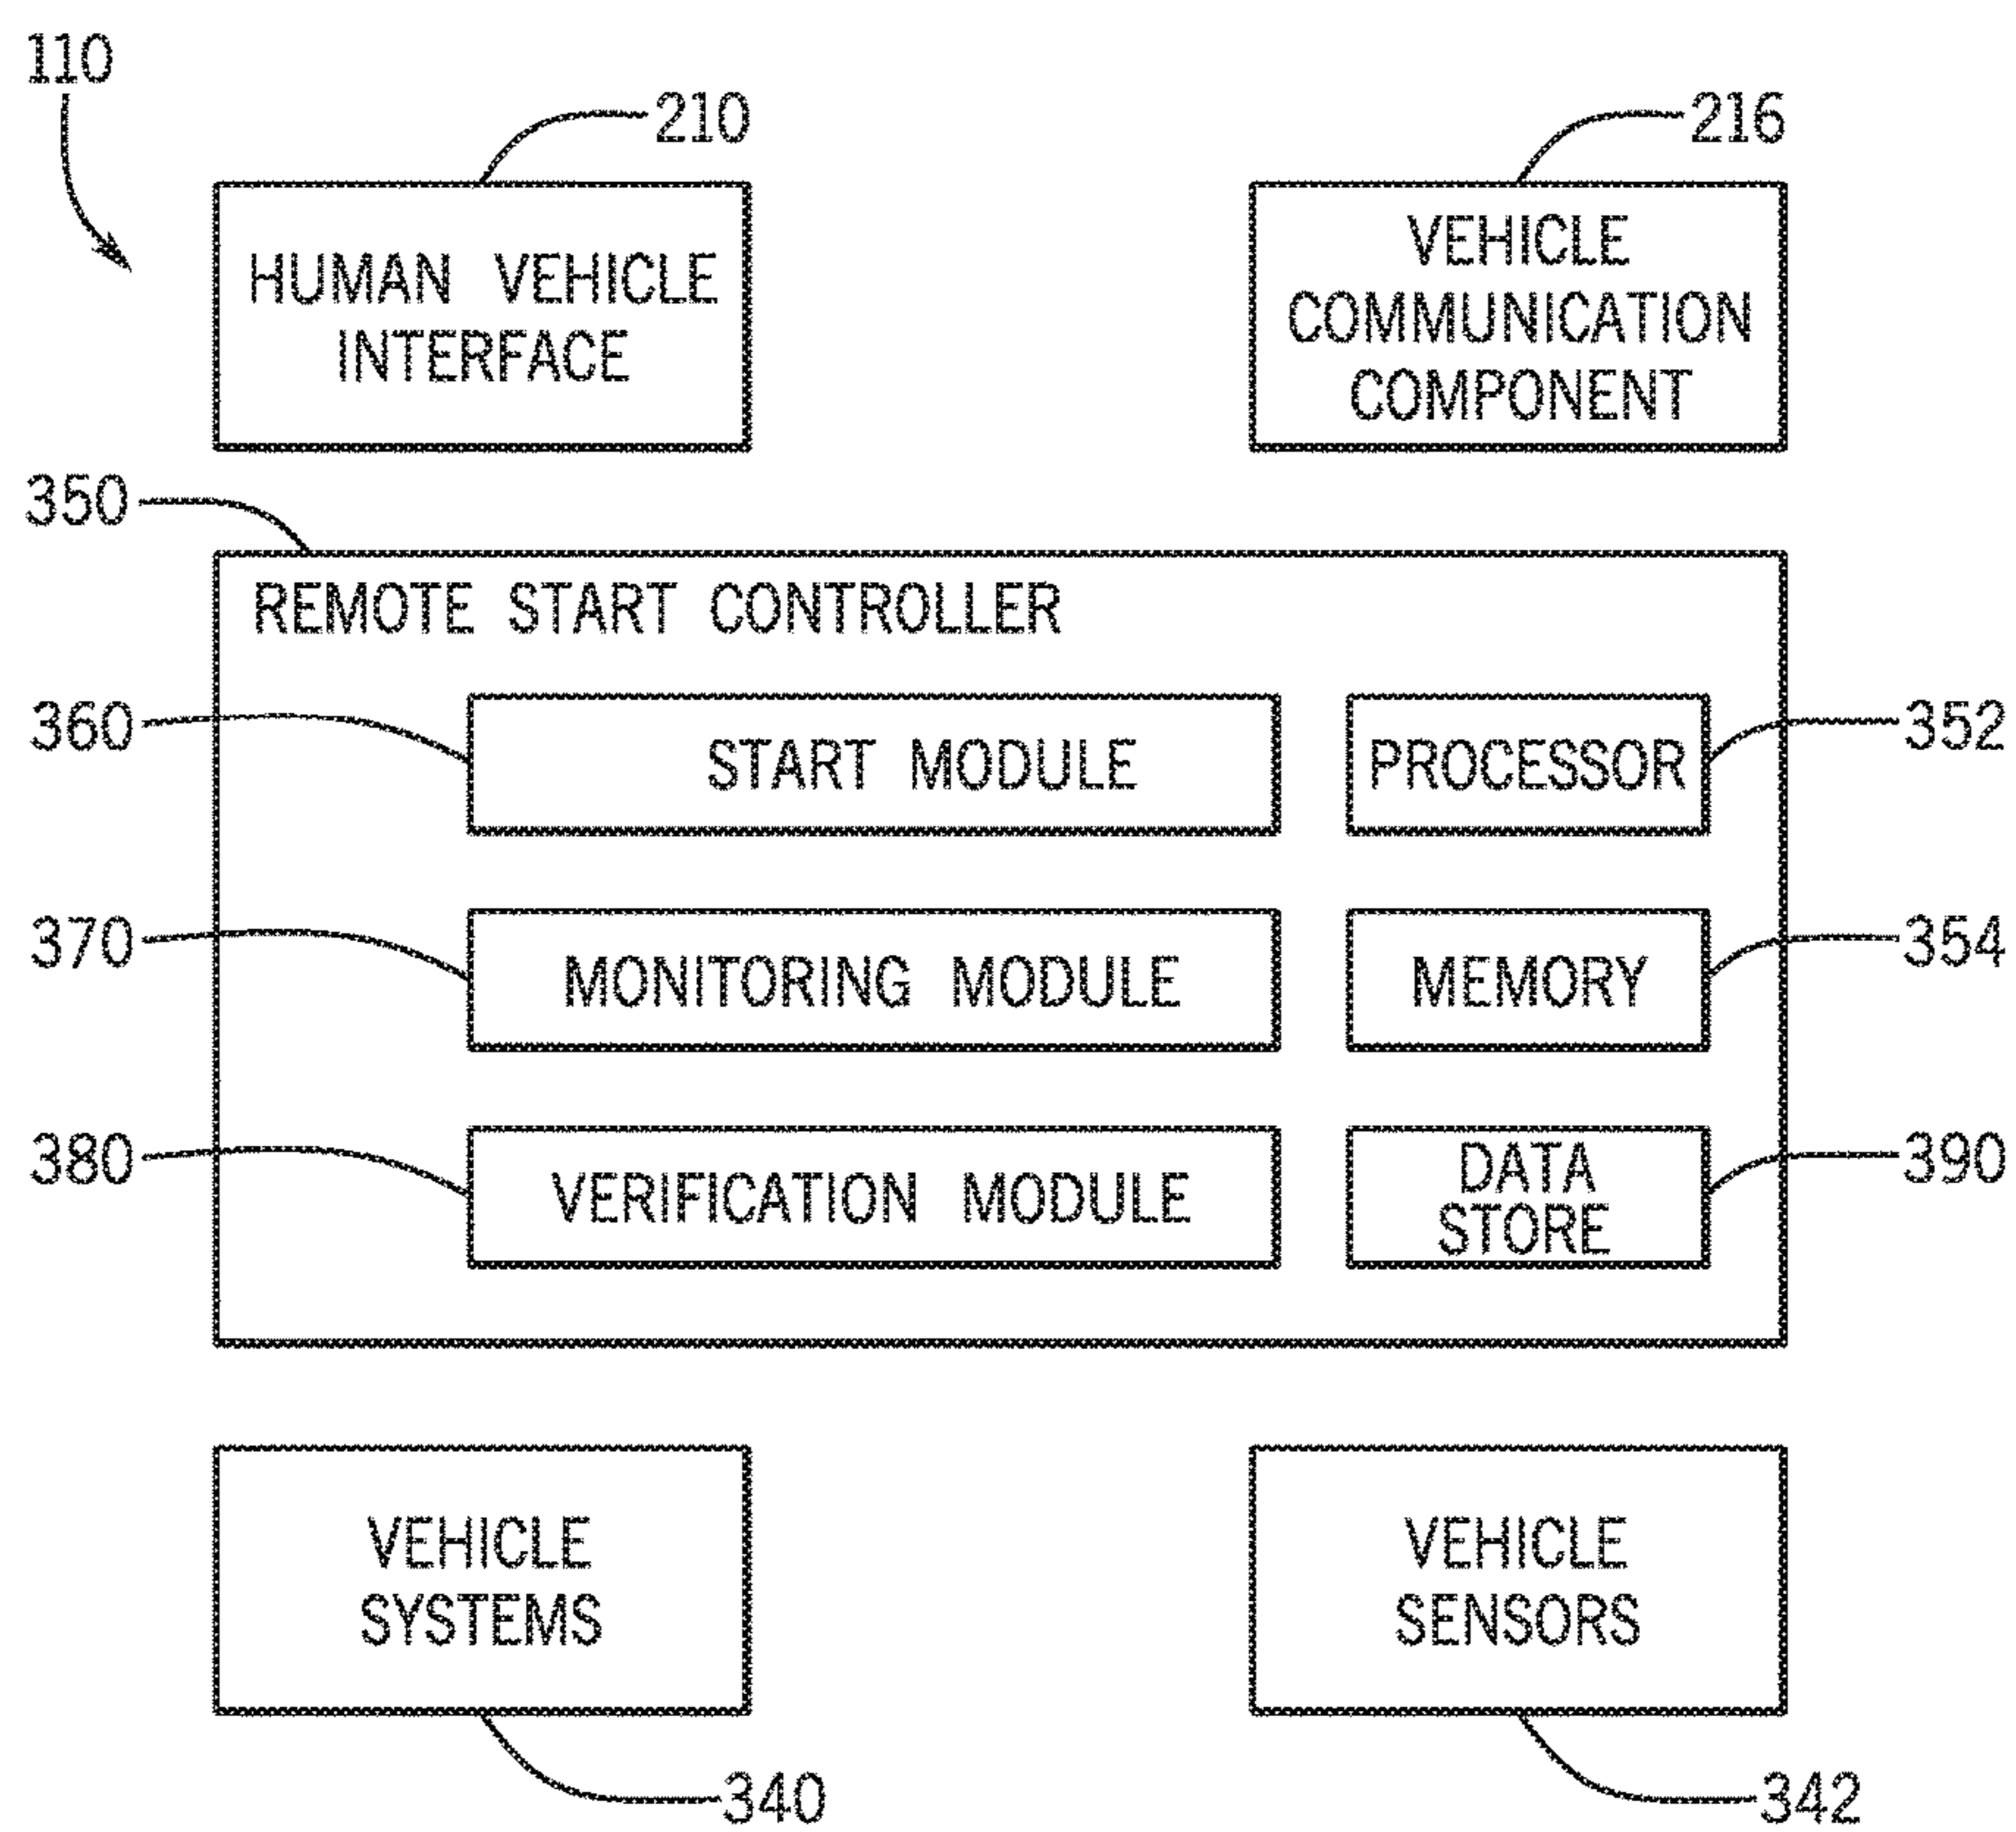 110
210
216
HUMAN VEHICLE
INTERFACE
VEHICLE
COMMUNICATION
COMPONENT
350
REMOTE START CONTROLLER
360
START MODULE
PROCESSOR
352
370
MONITORING MODULE
MEMORY
354
380
VERIFICATION MODULE
DATA
STORE
390
VEHICLE
SYSTEMS
VEHICLE
SENSORS
340
342